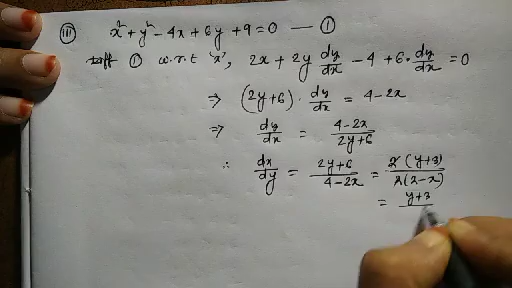 (iii) x² + y² - 4x + 6y + 9 = 0 — ①
diff ① w.r.t 'x', 2x + 2y dy/dx - 4 + 6· dy/dx = 0
⇒ (2y+6) · dy/dx = 4-2x
⇒ dy/dx = 4-2x / 2y+6
∴ dx/dy = 2y+6 / 4-2x = 2(y+3) / 2(2-x)
= y+3